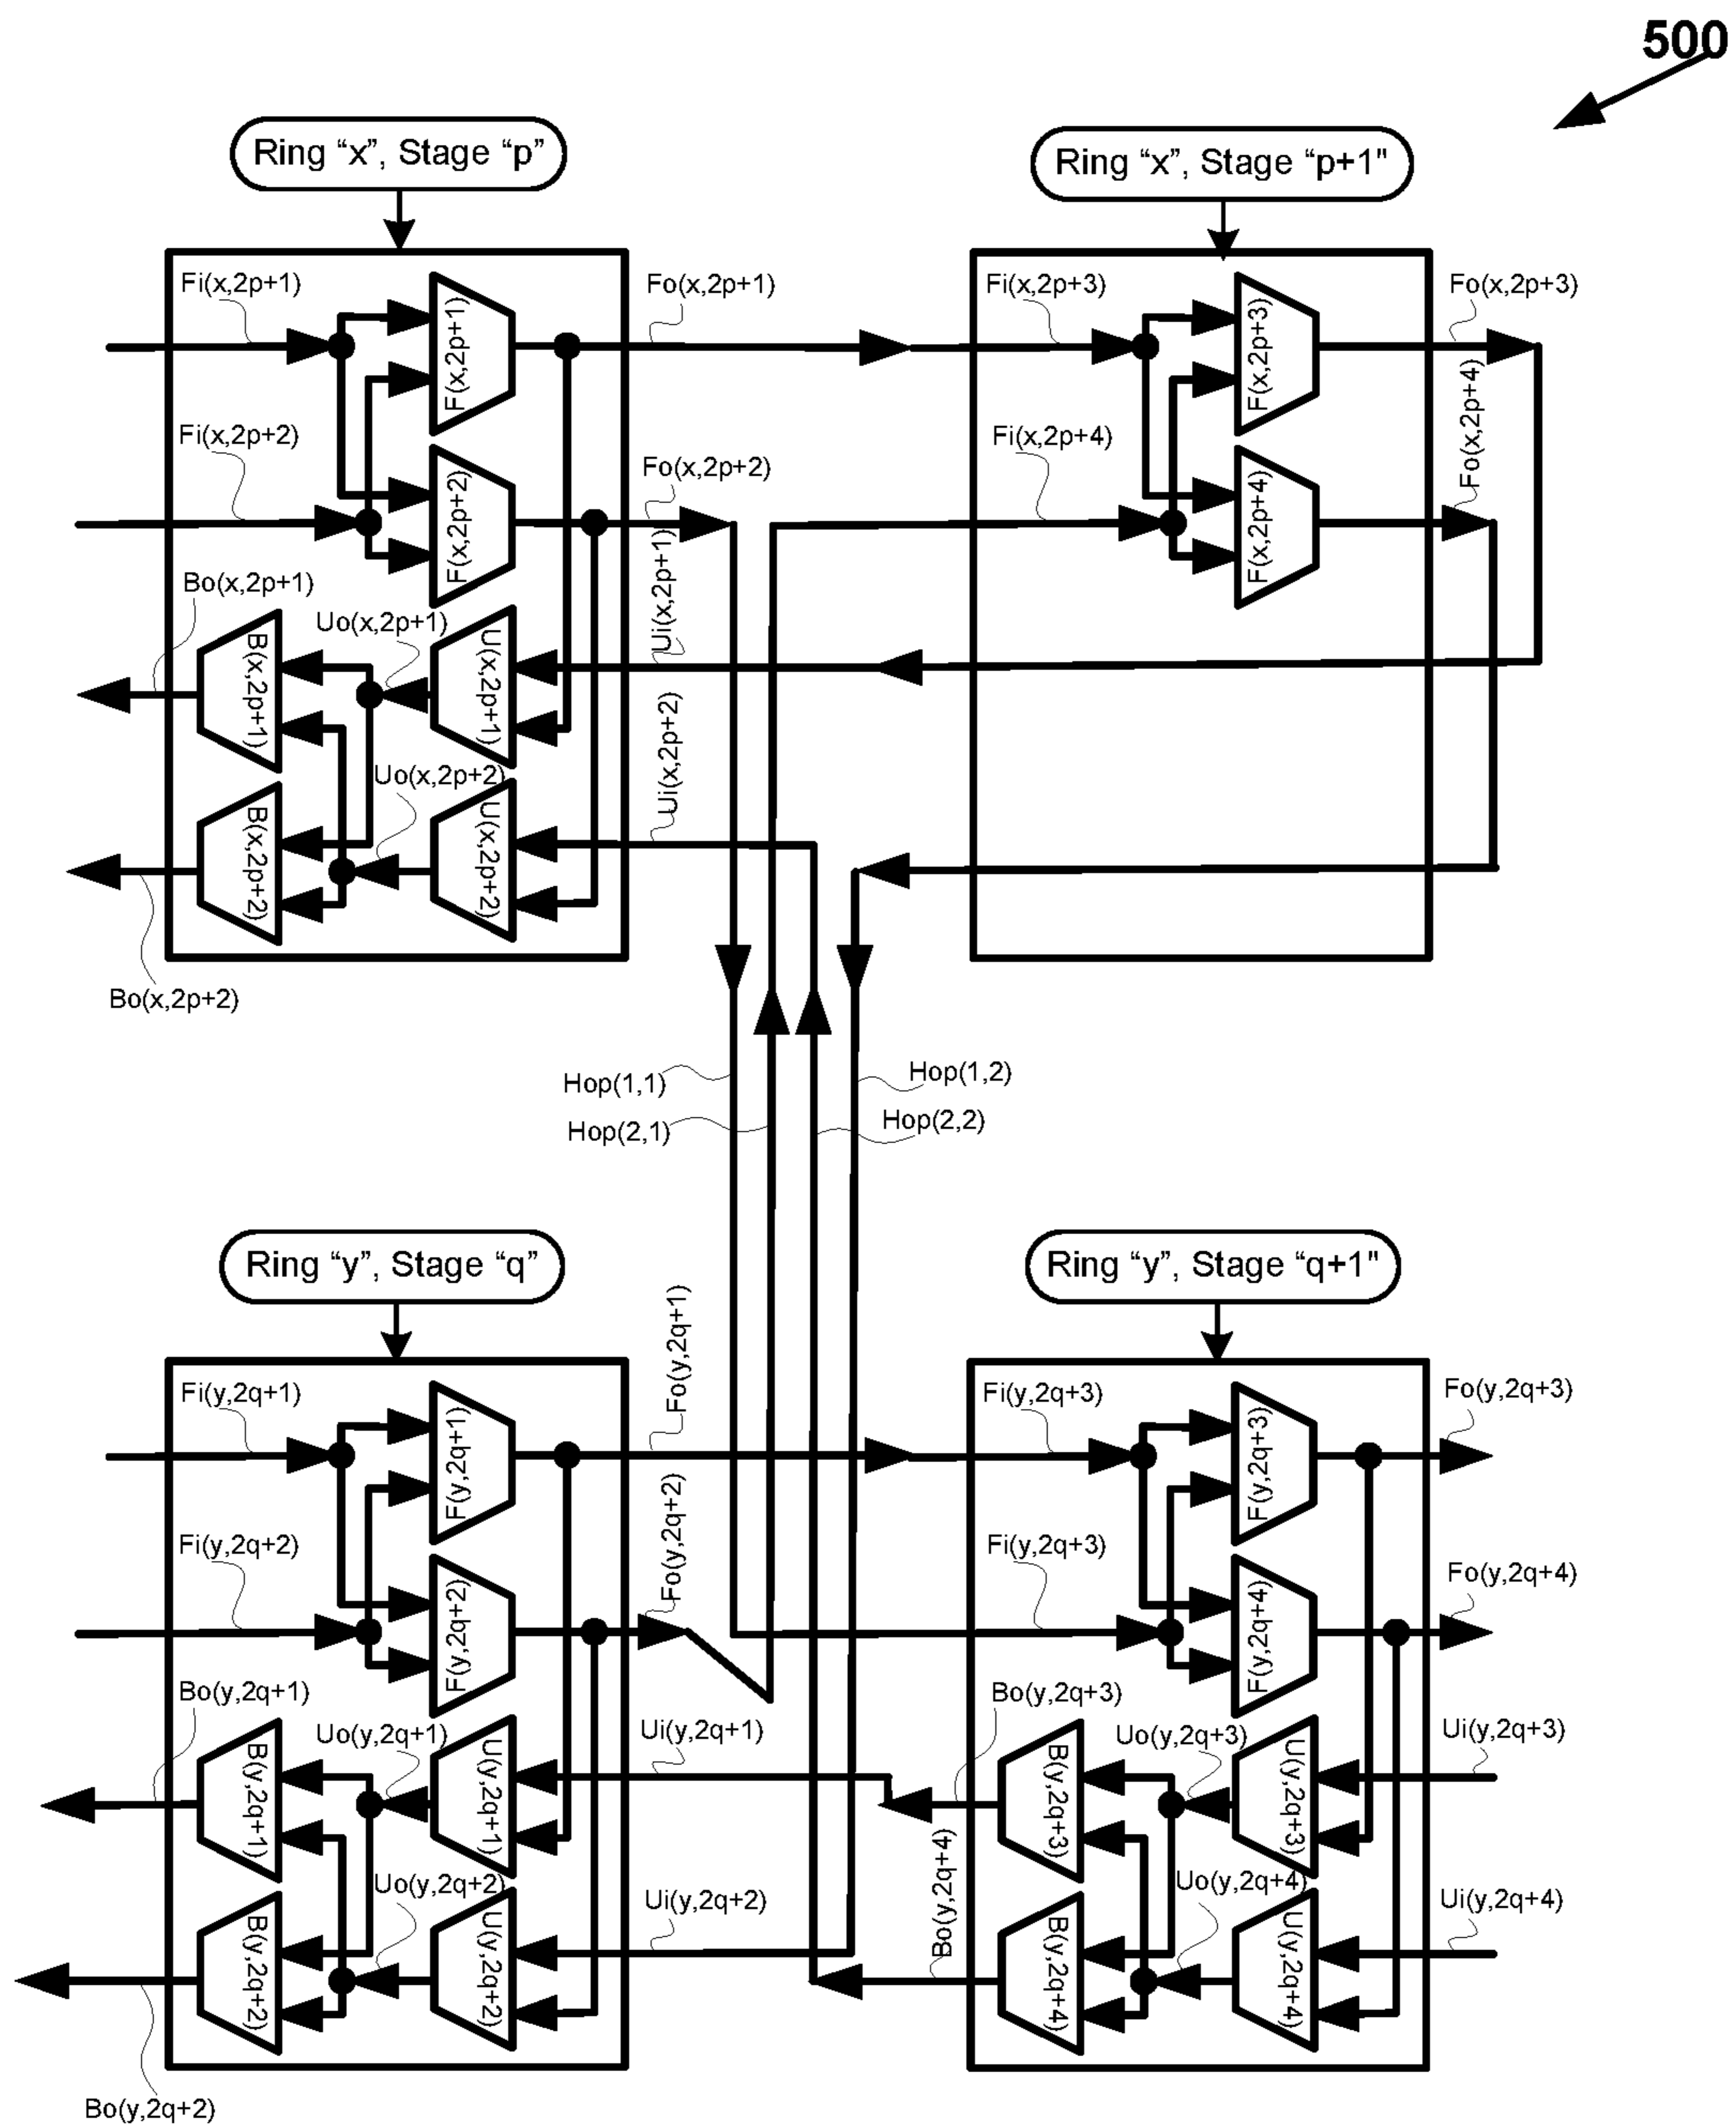 500
Ring “x”, Stage “p”
Ring “x”, Stage “p+1"
Fi(x,2p+1)
F(x,2p+1)
Fo(x,2p+1)
Fi(x,2p+3)
F(x,2p+3)
Fo(x,2p+3)
Fi(x,2p+2)
F(x,2p+2)
Fo(x,2p+2)
Fi(x,2p+4)
F(x,2p+4)
Fo(x,2p+4)
Bo(x,2p+1)
B(x,2p+1)
Uo(x,2p+1)
U(x,2p+1)
Ui(x,2p+1)
Uo(x,2p+2)
B(x,2p+2)
U(x,2p+2)
Ui(x,2p+2)
Bo(x,2p+2)
Hop(1,1)
Hop(1,2)
Hop(2,1)
Hop(2,2)
Ring “y”, Stage “q”
Ring “y”, Stage “q+1"
Fi(y,2q+1)
F(y,2q+1)
Fo(y,2q+1)
Fi(y,2q+3)
F(y,2q+3)
Fo(y,2q+3)
Fi(y,2q+2)
F(y,2q+2)
Fo(y,2q+2)
Fi(y,2q+3)
F(y,2q+4)
Fo(y,2q+4)
Bo(y,2q+1)
B(y,2q+1)
Uo(y,2q+1)
U(y,2q+1)
Ui(y,2q+1)
Bo(y,2q+3)
B(y,2q+3)
Uo(y,2q+3)
U(y,2q+3)
Ui(y,2q+3)
B(y,2q+2)
Uo(y,2q+2)
U(y,2q+2)
Ui(y,2q+2)
Bo(y,2q+4)
B(y,2q+4)
Uo(y,2q+4)
U(y,2q+4)
Ui(y,2q+4)
Bo(y,2q+2)